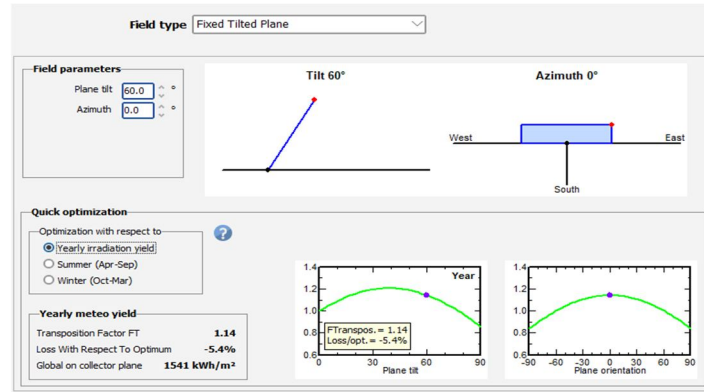 Field type Fixed Tilted Plane
Field parameters
Plane tilt 60.0 °
Azimuth 0.0 °
Tilt 60°
Azimuth 0°
West East
South
Quick optimization
Optimization with respect to
Yearly irradiation yield
Summer (Apr-Sep)
Winter (Oct-Mar)
?
Yearly meteo yield
Transposition Factor FT 1.14
Loss With Respect To Optimum -5.4%
Global on collector plane 1541 kWh/m²
Year
1.4
1.2
1.0
0.8
0.6
FTranspos.= 1.14
Loss/opt.= -5.4%
0 30 60 90
Plane tilt
1.4
1.2
1.0
0.8
0.6
-90 -60 -30 0 30 60 90
Plane orientation